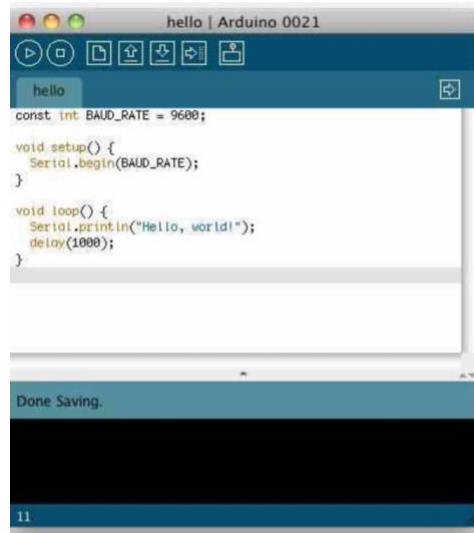 hello | Arduino 0021
hello
const int BAUD_RATE = 9600;
void setup() {
Serial.begin(BAUD_RATE);
}
void loop() {
Serial.println("Hello, world!");
delay(1000);
}
Done Saving.
11